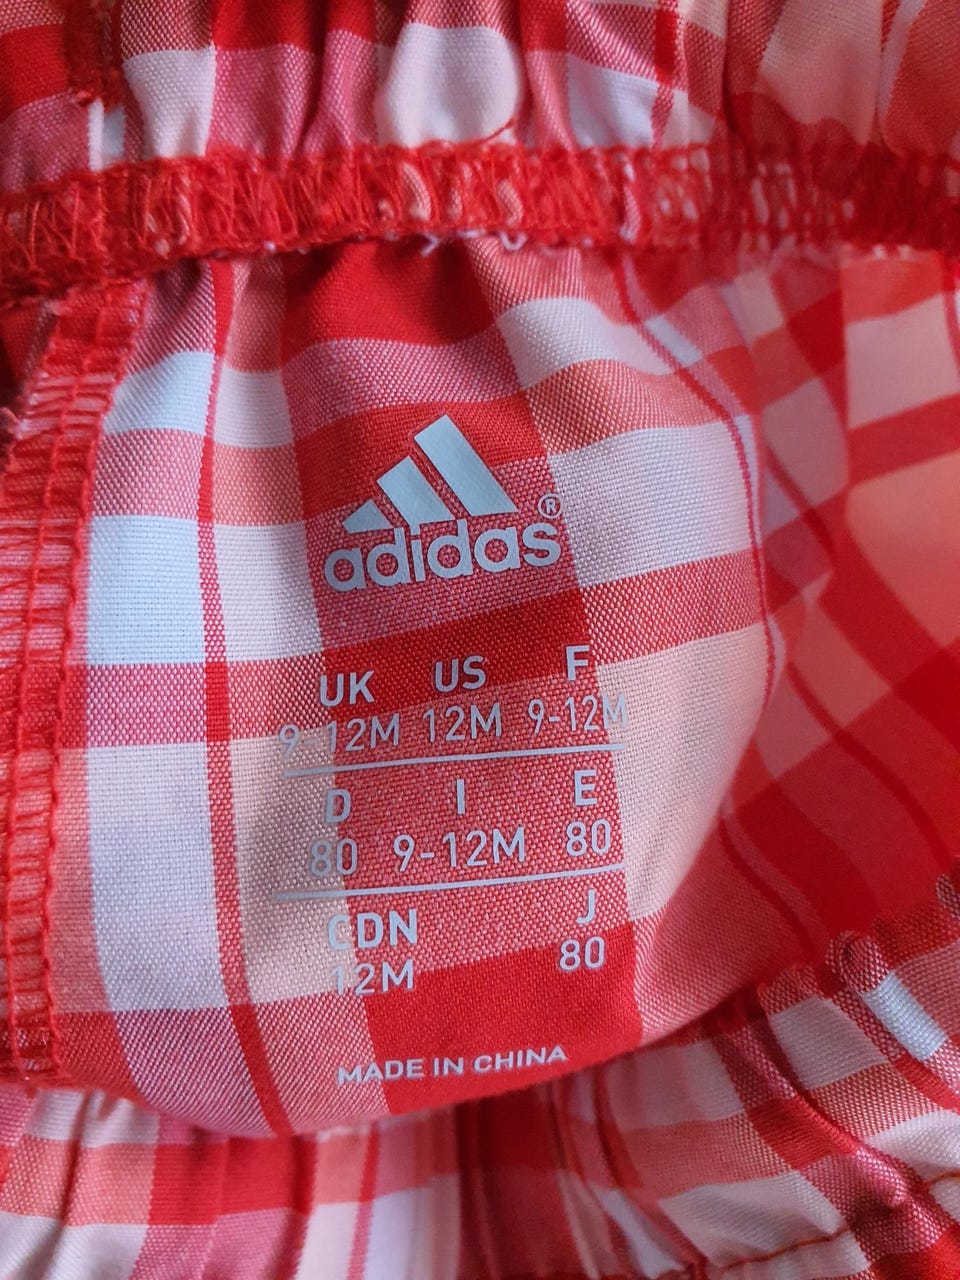 adidas®
UK US F
9-12M 12M 9-12M
D I E
80 9-12M 80
CDN J
12M 80
MADE IN CHINA